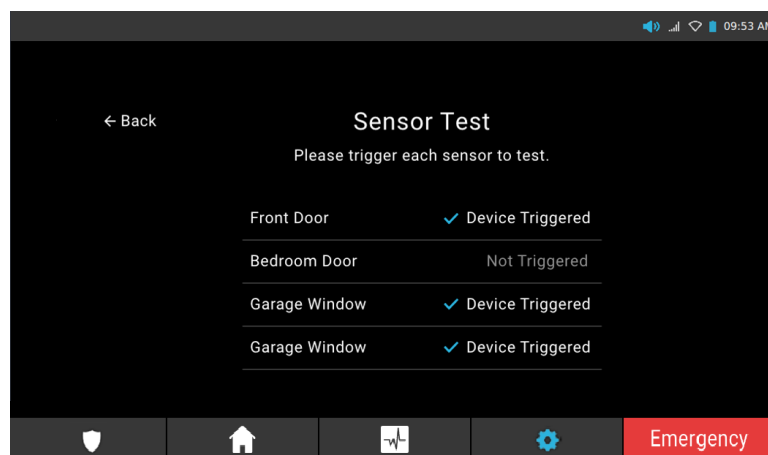 09:53 AM
← Back
Sensor Test
Please trigger each sensor to test.
Front Door ✓ Device Triggered
Bedroom Door Not Triggered
Garage Window ✓ Device Triggered
Garage Window ✓ Device Triggered
Emergency